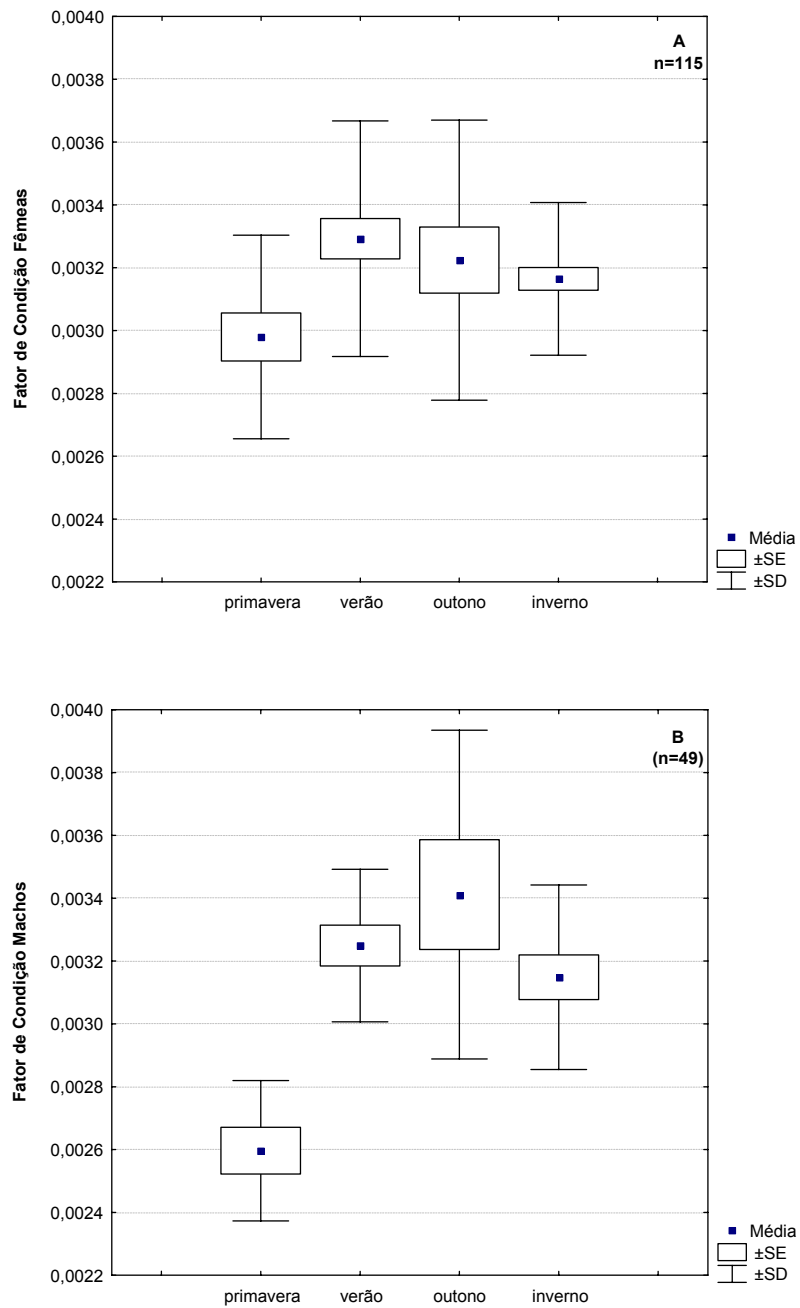 A
n=115
Fator de Condição Fêmeas
0,0040
0,0038
0,0036
0,0034
0,0032
0,0030
0,0028
0,0026
0,0024
0,0022
primavera verão outono inverno
Média
±SE
±SD
B
(n=49)
Fator de Condição Machos
0,0040
0,0038
0,0036
0,0034
0,0032
0,0030
0,0028
0,0026
0,0024
0,0022
primavera verão outono inverno
Média
±SE
±SD